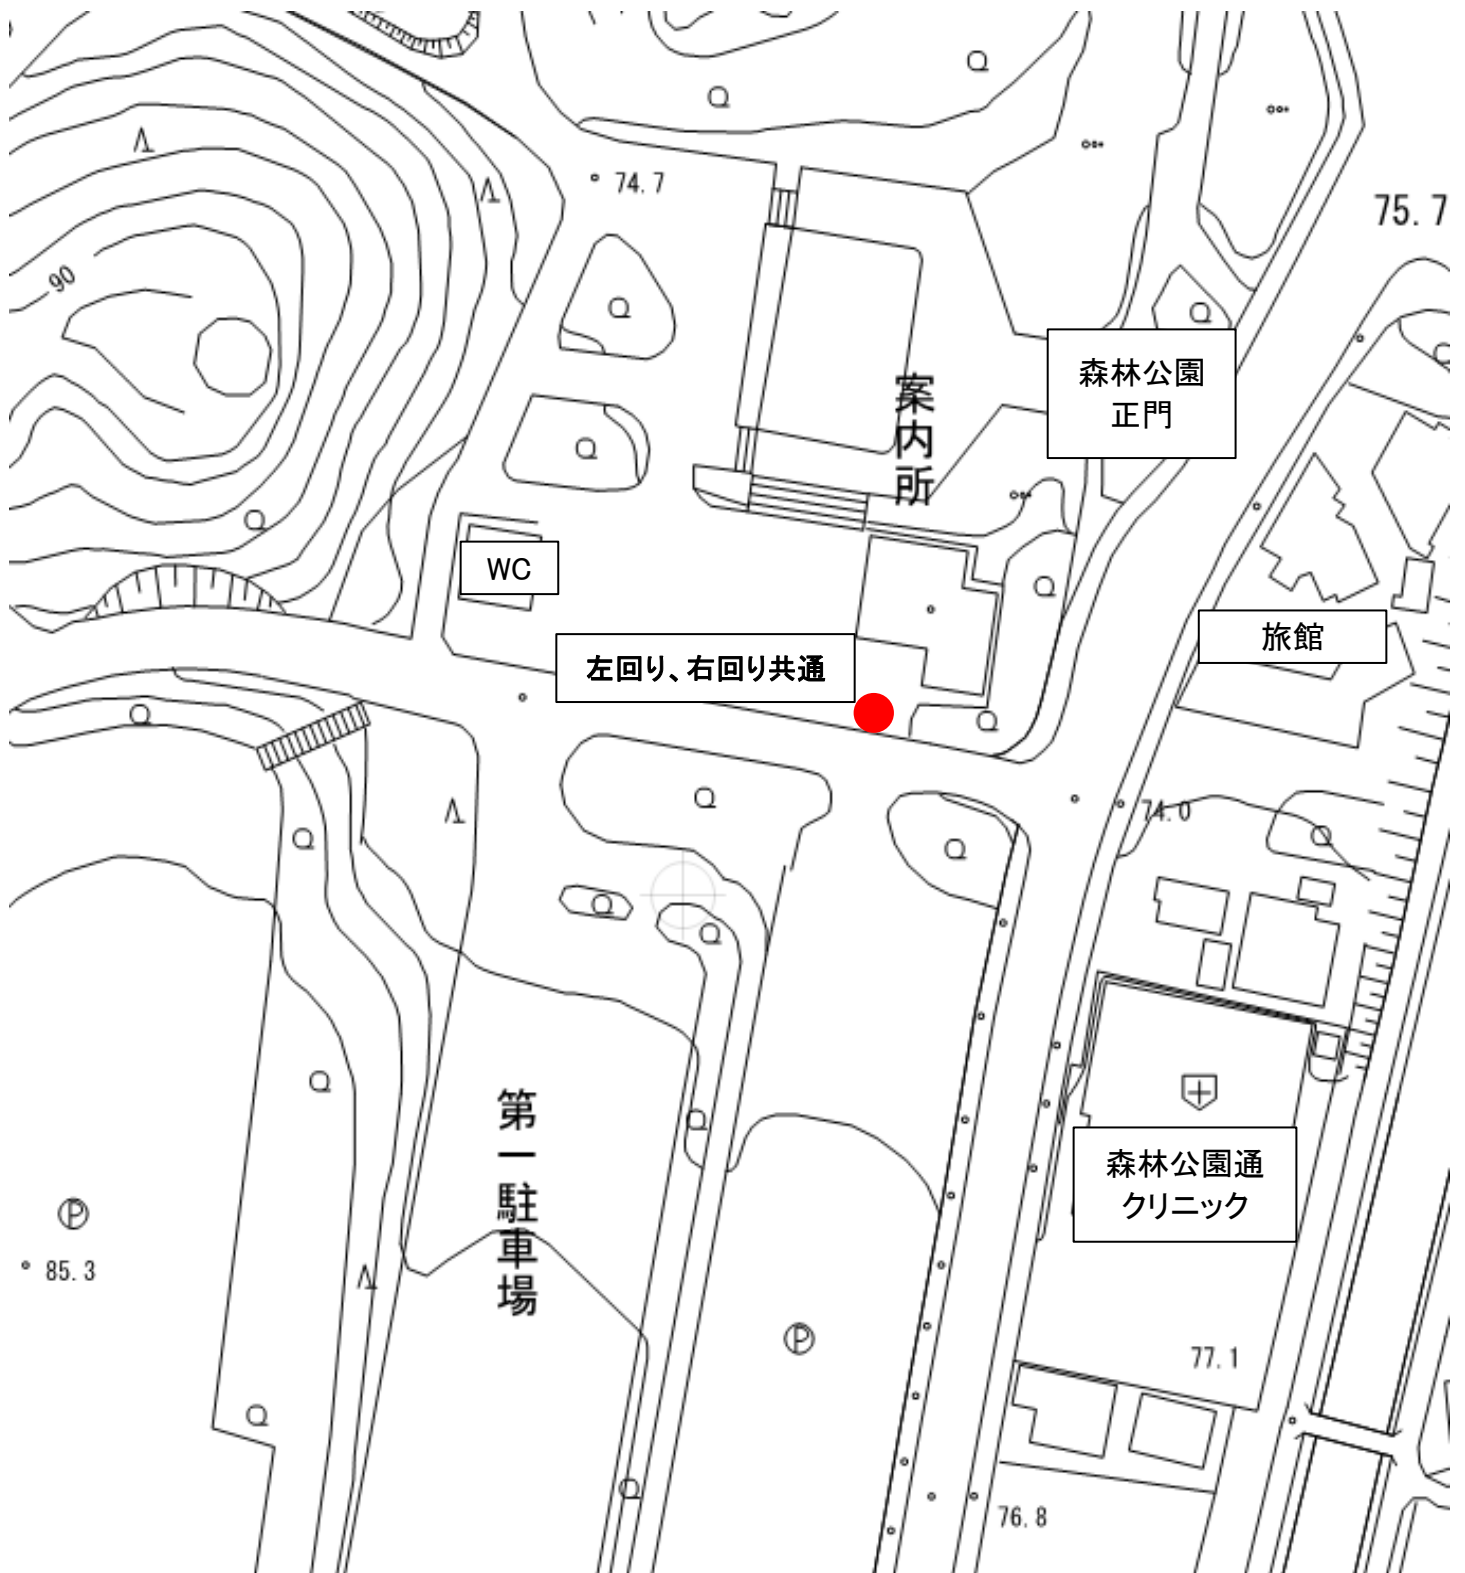 74.7
75.7
90
森林公園
正門
案内所
WC
旅館
左回り、右回り共通
74.0
第一駐車場
森林公園通
クリニック
P
85.3
P
77.1
76.8